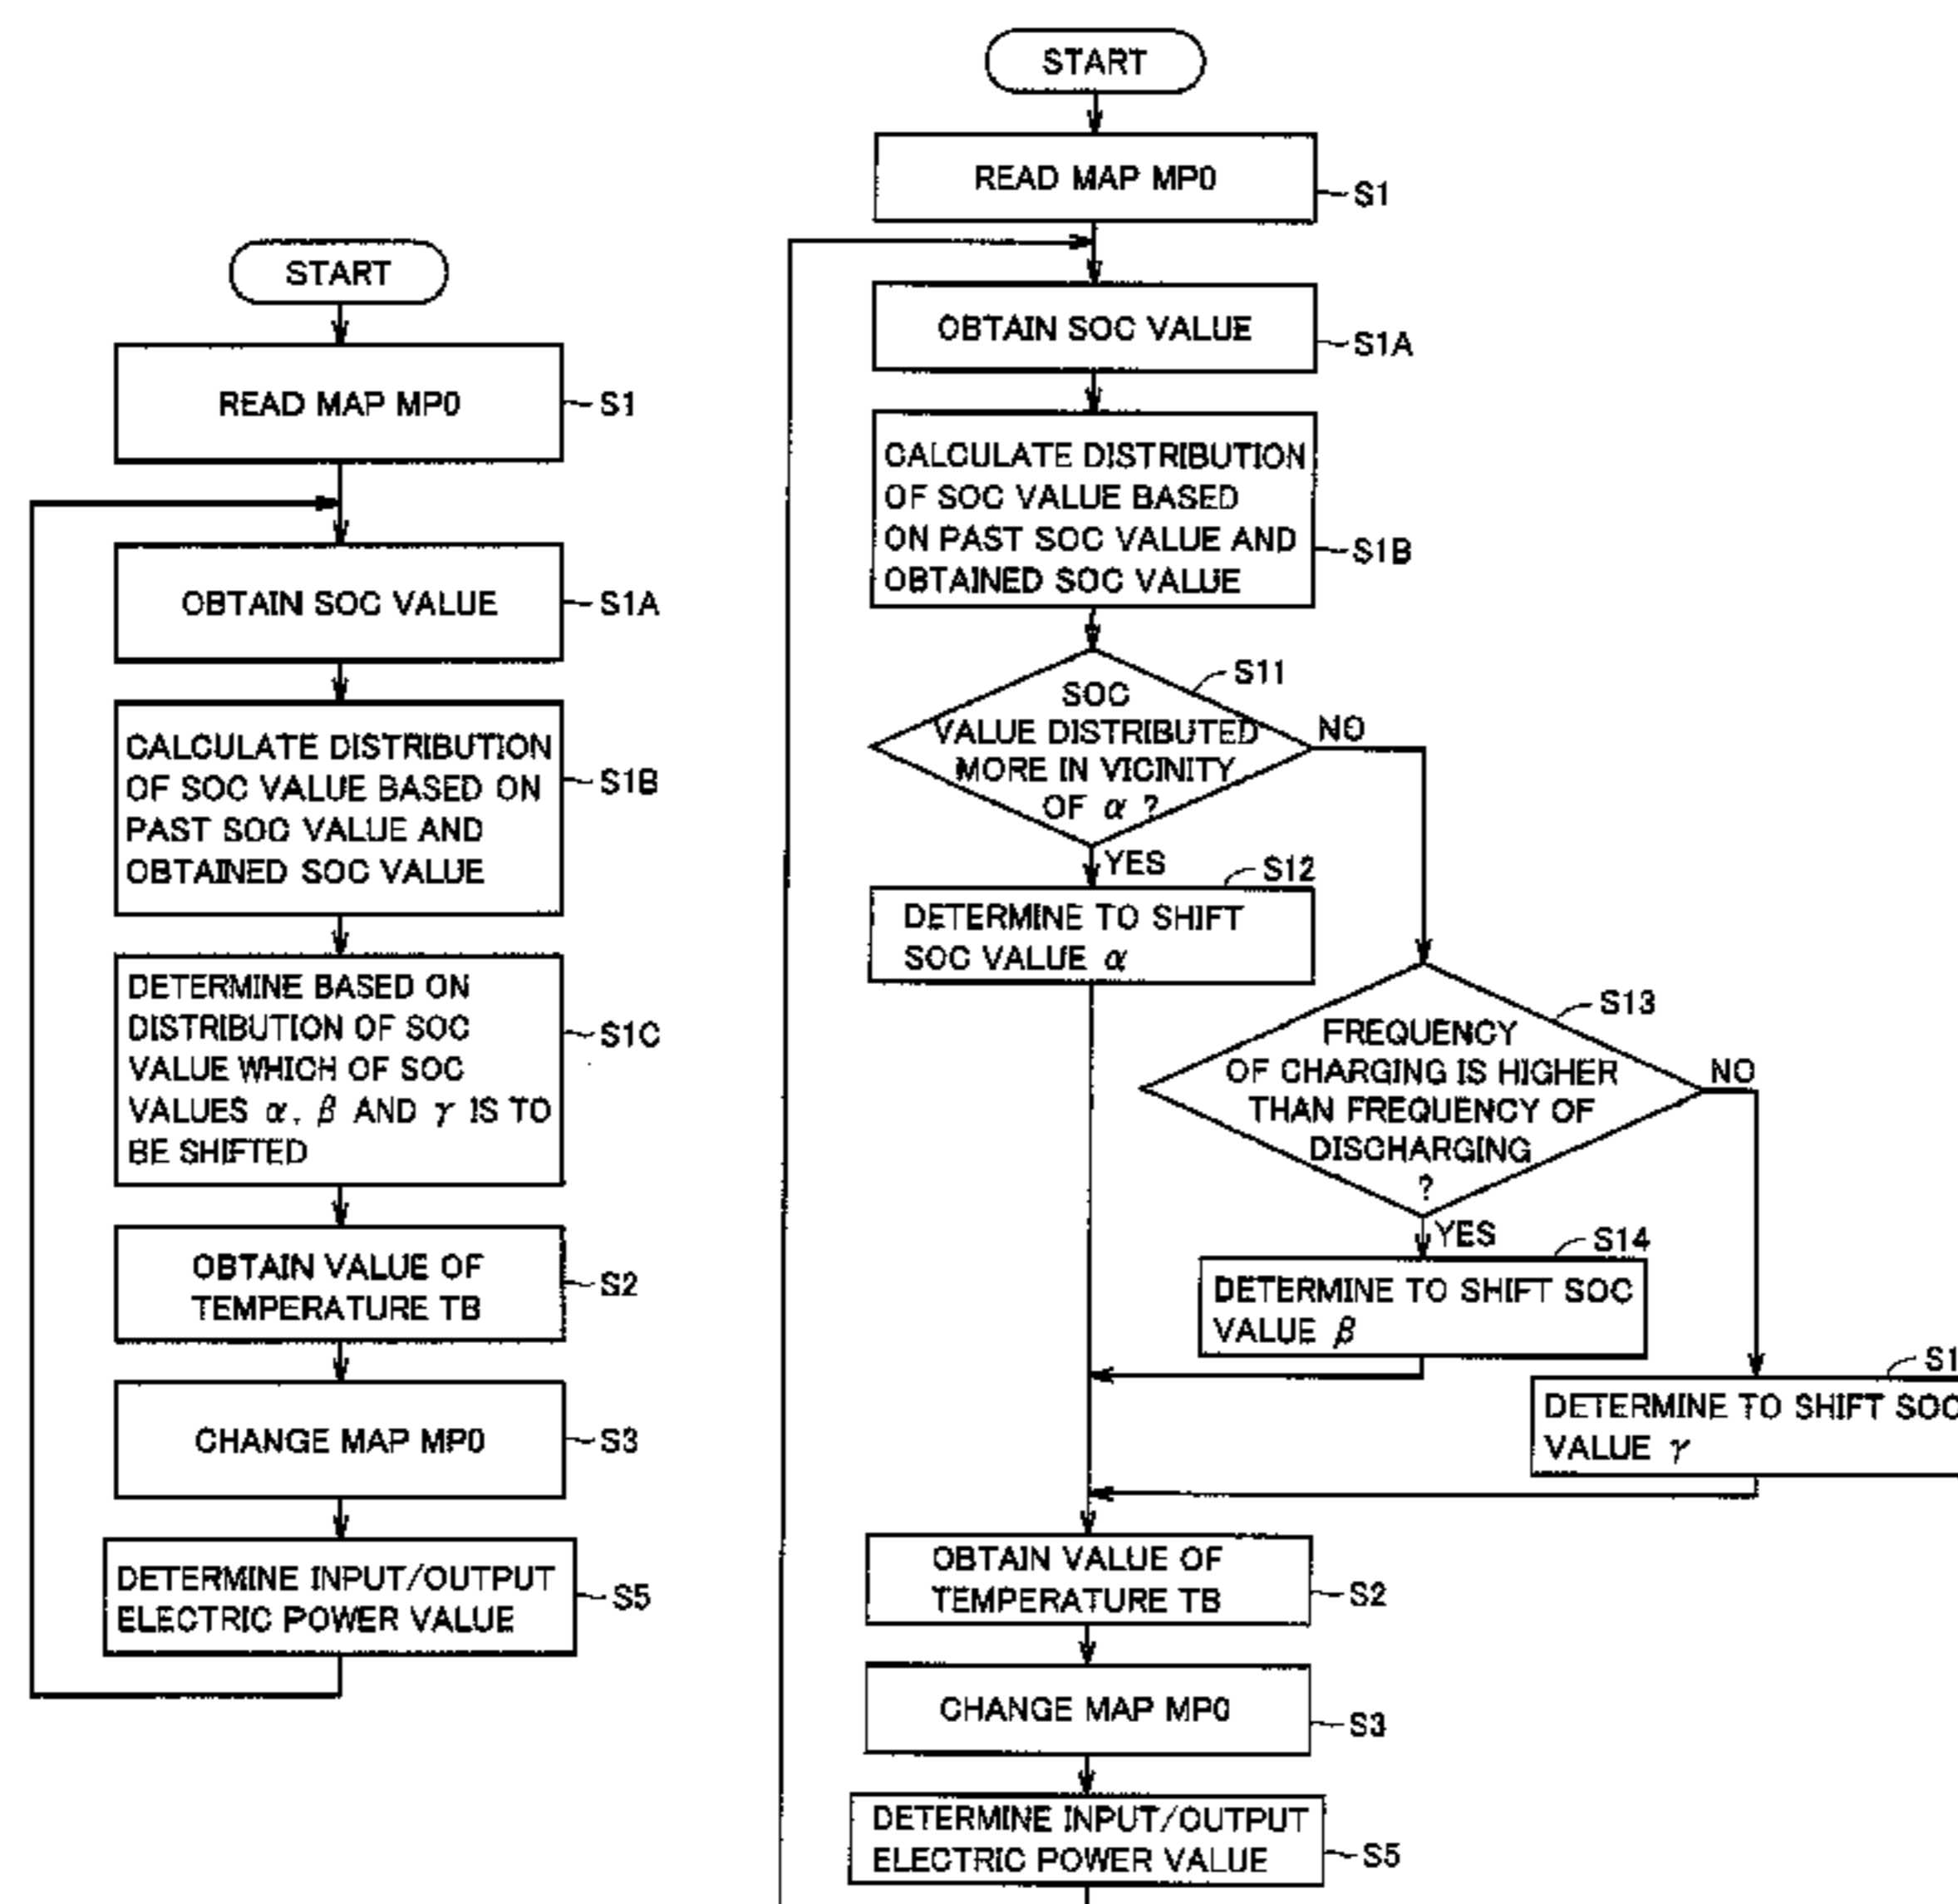 START
READ MAP MP0
S1
OBTAIN SOC VALUE
S1A
CALCULATE DISTRIBUTION
OF SOC VALUE BASED ON
PAST SOC VALUE AND
OBTAINED SOC VALUE
S1B
DETERMINE BASED ON
DISTRIBUTION OF SOC
VALUE WHICH OF SOC
VALUES α, β AND γ IS TO
BE SHIFTED
S1C
OBTAIN VALUE OF
TEMPERATURE TB
S2
CHANGE MAP MP0
S3
DETERMINE INPUT/OUTPUT
ELECTRIC POWER VALUE
S5
START
READ MAP MP0
S1
OBTAIN SOC VALUE
S1A
CALCULATE DISTRIBUTION
OF SOC VALUE BASED
ON PAST SOC VALUE AND
OBTAINED SOC VALUE
S1B
S11
SOC
VALUE DISTRIBUTED
MORE IN VICINITY
OF α ?
NO
YES
S12
DETERMINE TO SHIFT
SOC VALUE α
S13
FREQUENCY
OF CHARGING IS HIGHER
THAN FREQUENCY OF
DISCHARGING
?
NO
YES
S14
DETERMINE TO SHIFT SOC
VALUE β
DETERMINE TO SHIFT SOC
VALUE γ
OBTAIN VALUE OF
TEMPERATURE TB
S2
CHANGE MAP MP0
S3
DETERMINE INPUT/OUTPUT
ELECTRIC POWER VALUE
S5